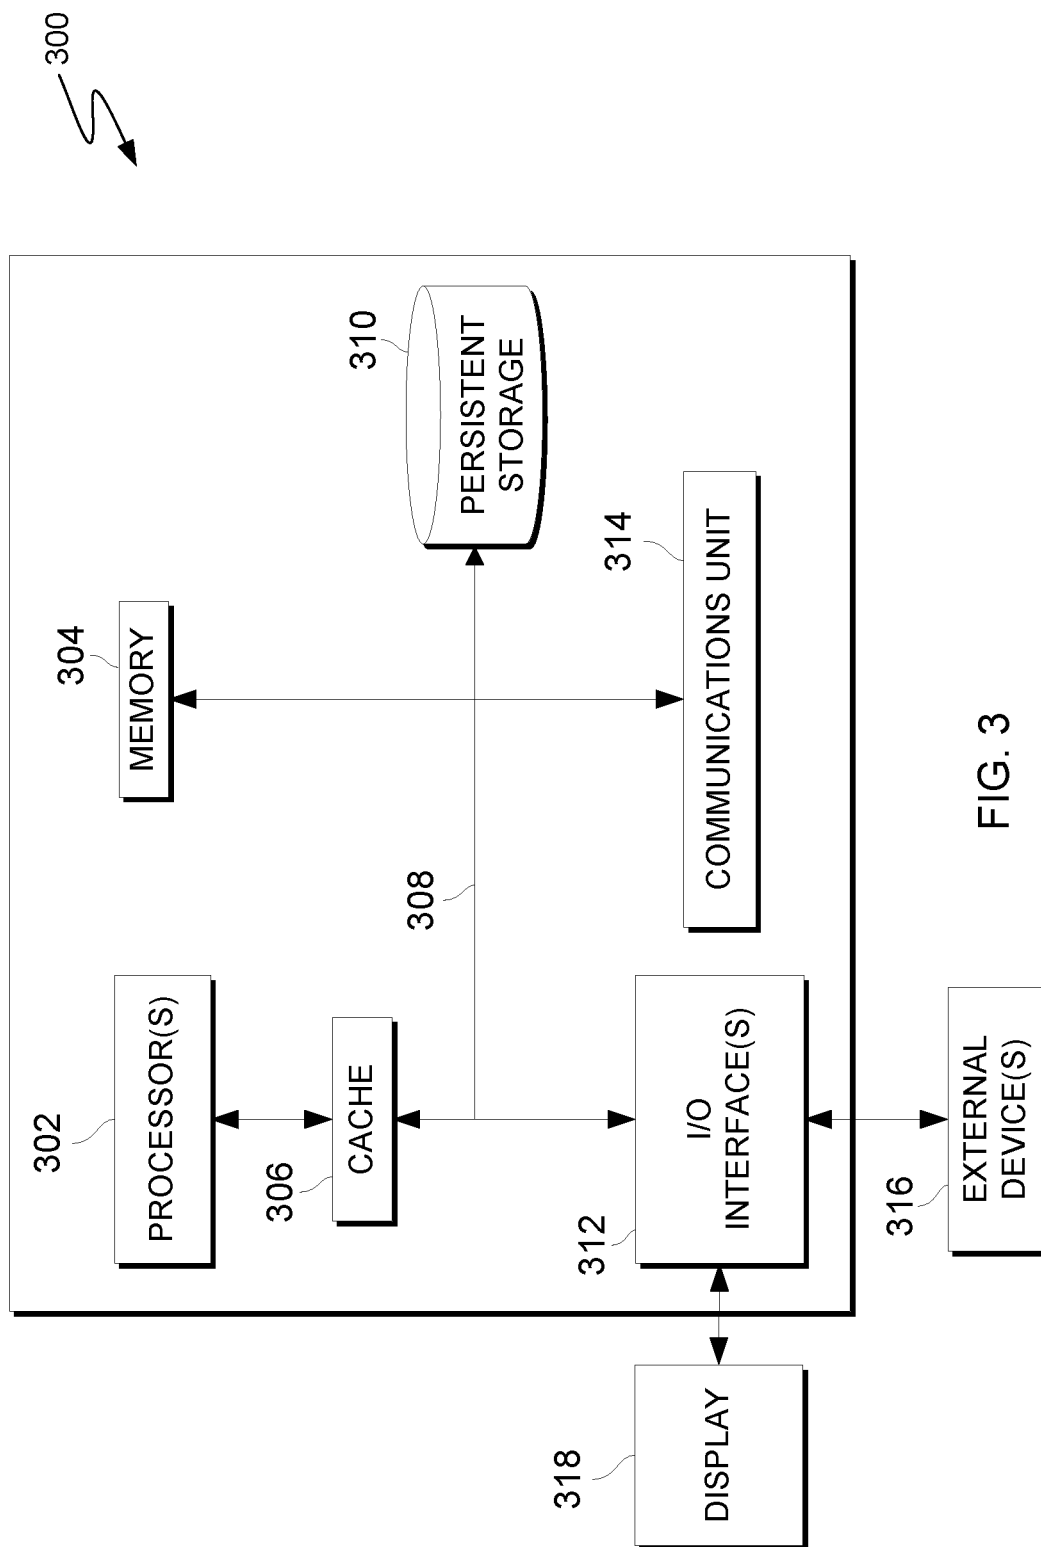 300
302
PROCESSOR(S)
304
MEMORY
306
CACHE
310
PERSISTENT
STORAGE
308
312
I/O
INTERFACE(S)
314
COMMUNICATIONS UNIT
318
DISPLAY
316
EXTERNAL
DEVICE(S)
FIG. 3